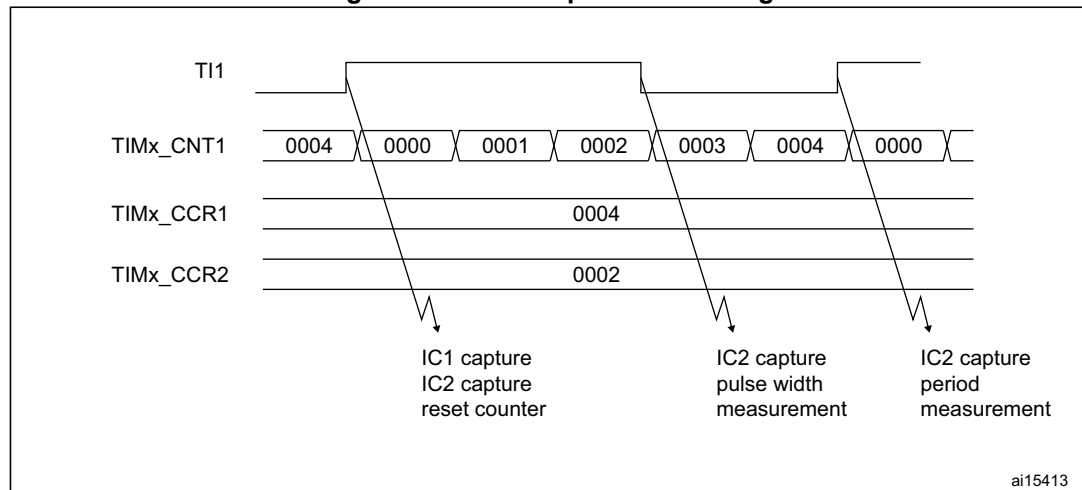 TI1
TIMx_CNT1 0004 0000 0001 0002 0003 0004 0000
TIMx_CCR1 0004
TIMx_CCR2 0002
IC1 capture
IC2 capture
reset counter
IC2 capture
pulse width
measurement
IC2 capture
period
measurement
ai15413